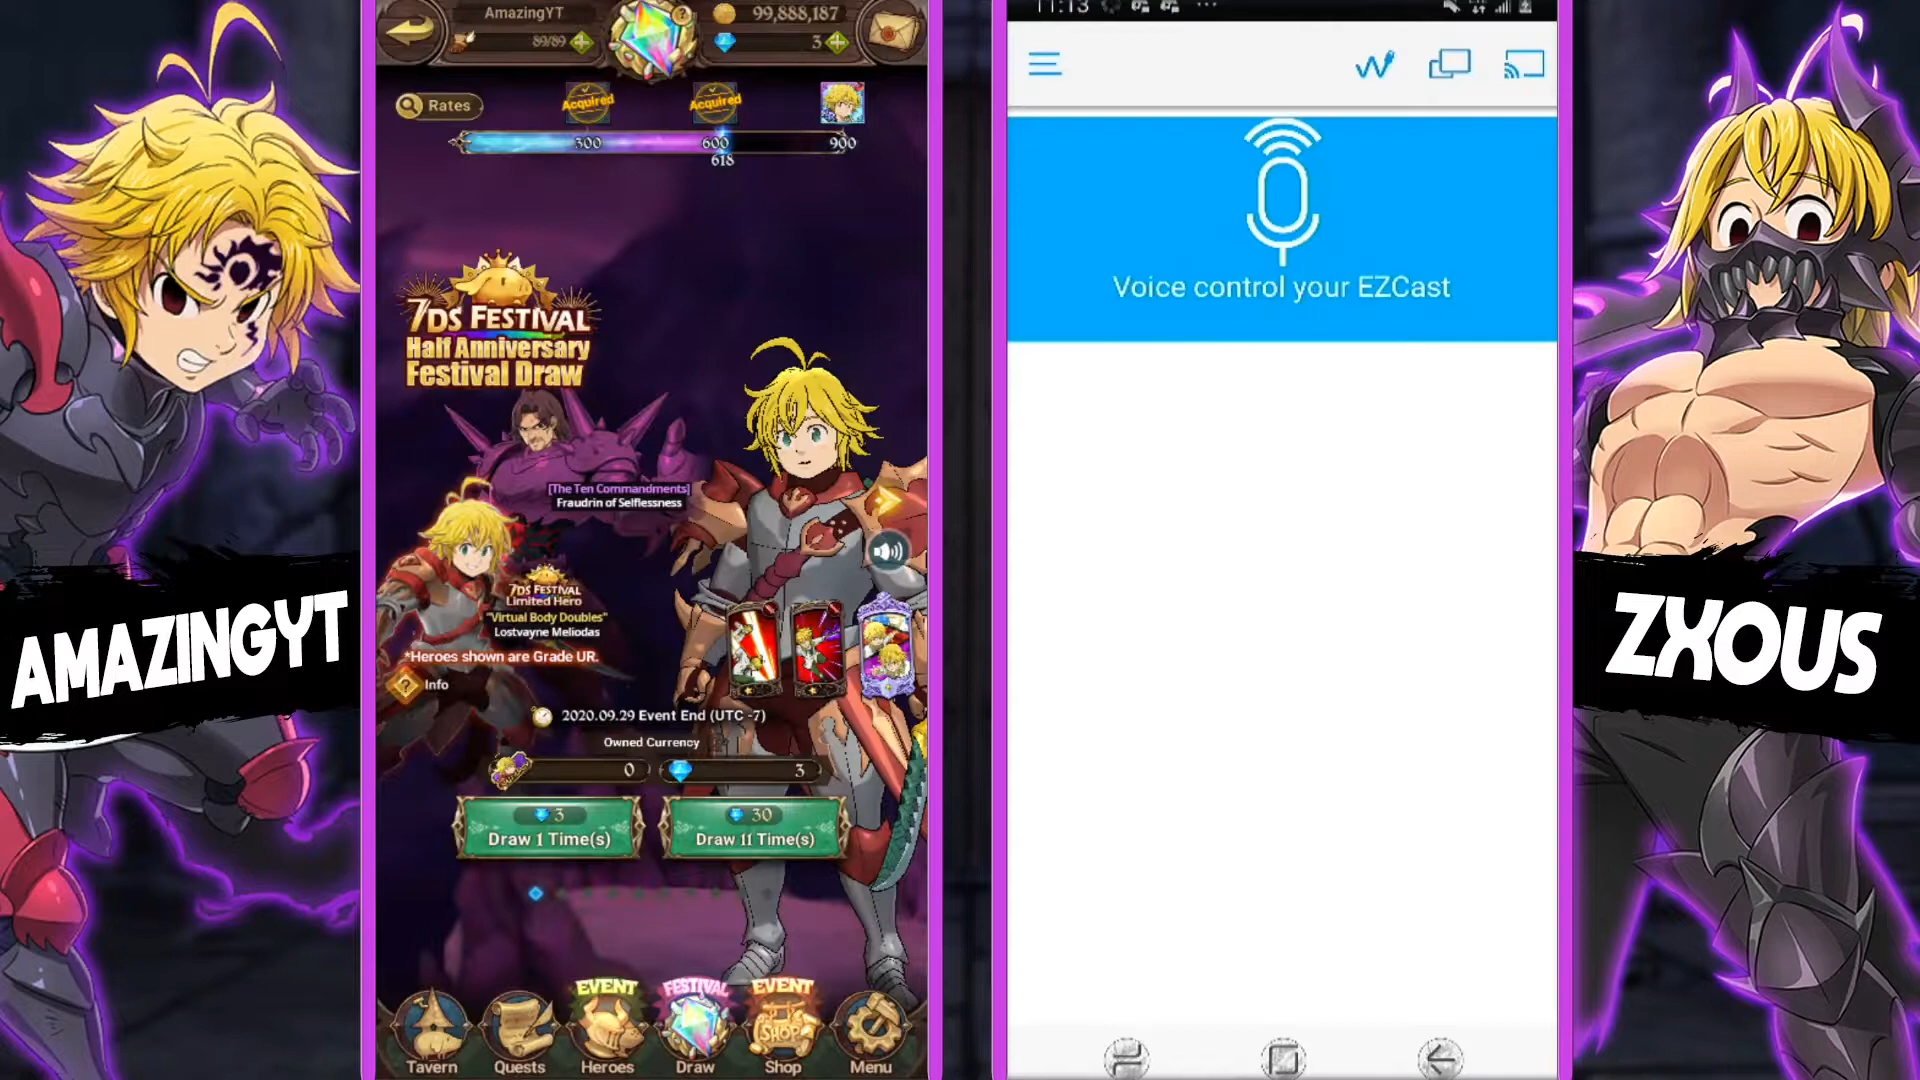 AmazingYT
89/89
99,888,187
3
Rates
Acquired
Acquired
300
600
900
618
7DS FESTIVAL
Half Anniversary
Festival Draw
[The Ten Commandments]
Fraudrin of Selflessness
7DS FESTIVAL
Limited Hero
"Virtual Body Doubles"
Lostvayne Meliodas
*Heroes shown are Grade UR.
? Info
2020.09.29 Event End (UTC -7)
Owned Currency
0
3
3
Draw 1 Time(s)
30
Draw 11 Time(s)
EVENT
FESTIVAL
EVENT
SHOP
Tavern
Quests
Heroes
Draw
Shop
Menu
11:13
Voice control your EZCast
AMAZINGYT
ZXOUS